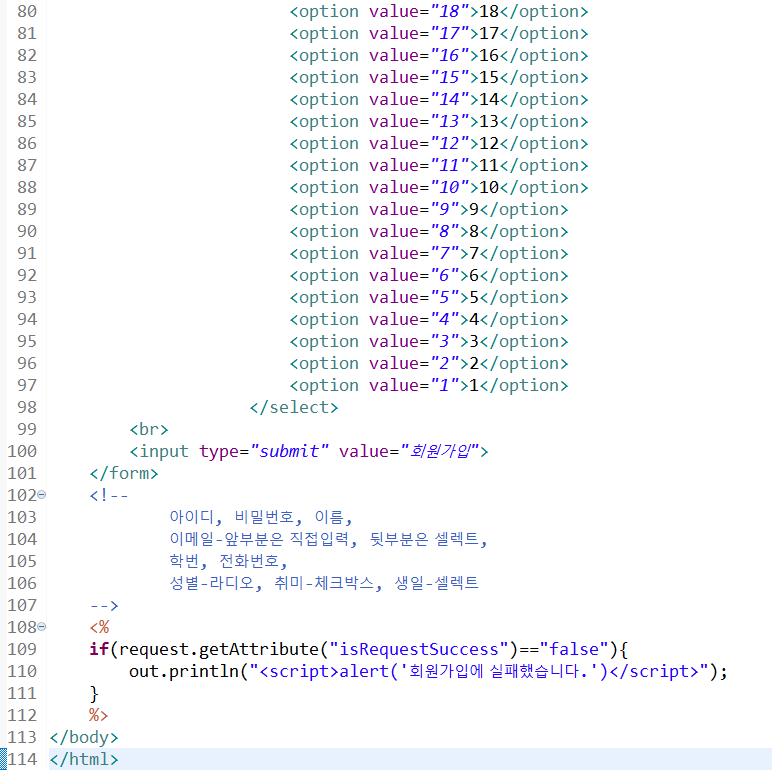 80 <option value="18">18</option>
81 <option value="17">17</option>
82 <option value="16">16</option>
83 <option value="15">15</option>
84 <option value="14">14</option>
85 <option value="13">13</option>
86 <option value="12">12</option>
87 <option value="11">11</option>
88 <option value="10">10</option>
89 <option value="9">9</option>
90 <option value="8">8</option>
91 <option value="7">7</option>
92 <option value="6">6</option>
93 <option value="5">5</option>
94 <option value="4">4</option>
95 <option value="3">3</option>
96 <option value="2">2</option>
97 <option value="1">1</option>
98 </select>
99 <br>
100 <input type="submit" value="회원가입">
101 </form>
102 <!--
103 아이디, 비밀번호, 이름,
104 이메일-앞부분은 직접입력, 뒷부분은 셀렉트,
105 학번, 전화번호,
106 성별-라디오, 취미-체크박스, 생일-셀렉트
107 -->
108 <%
109 if(request.getAttribute("isRequestSuccess")=="false"){
110 out.println("<script>alert('회원가입에 실패했습니다.')</script>");
111 }
112 %>
113 </body>
114 </html>